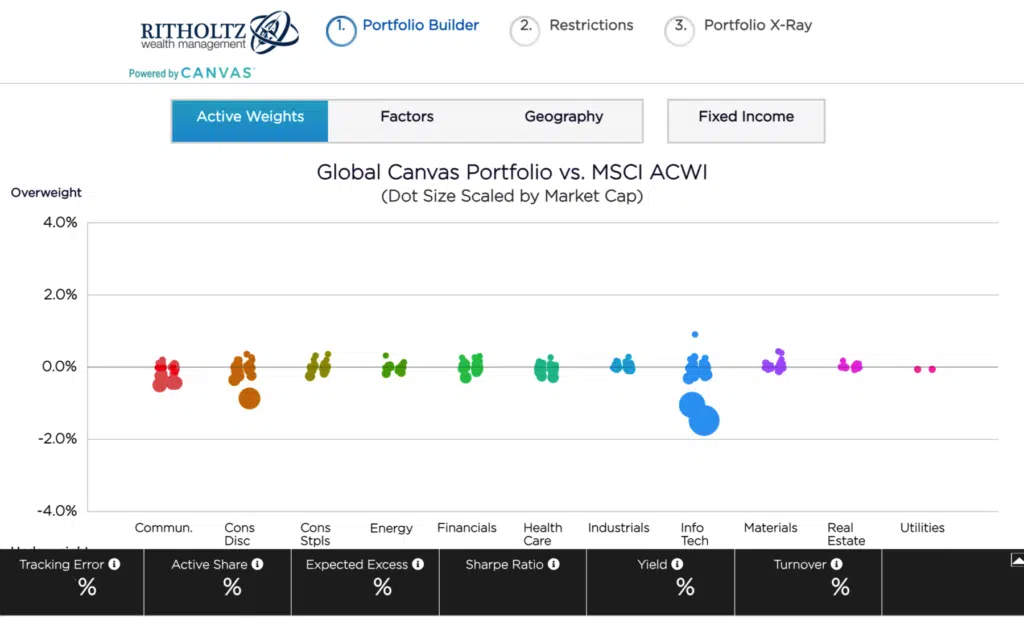 RITHOLTZ
wealth management
Powered by CANVAS
1. Portfolio Builder
2. Restrictions
3. Portfolio X-Ray
Active Weights Factors Geography Fixed Income
Global Canvas Portfolio vs. MSCI ACWI
(Dot Size Scaled by Market Cap)
Overweight
4.0%
2.0%
0.0%
-2.0%
-4.0%
Commun. Cons Disc Cons Stpls Energy Financials Health Care Industrials Info Tech Materials Real Estate Utilities
Tracking Error Active Share Expected Excess Sharpe Ratio Yield Turnover
% % % % %